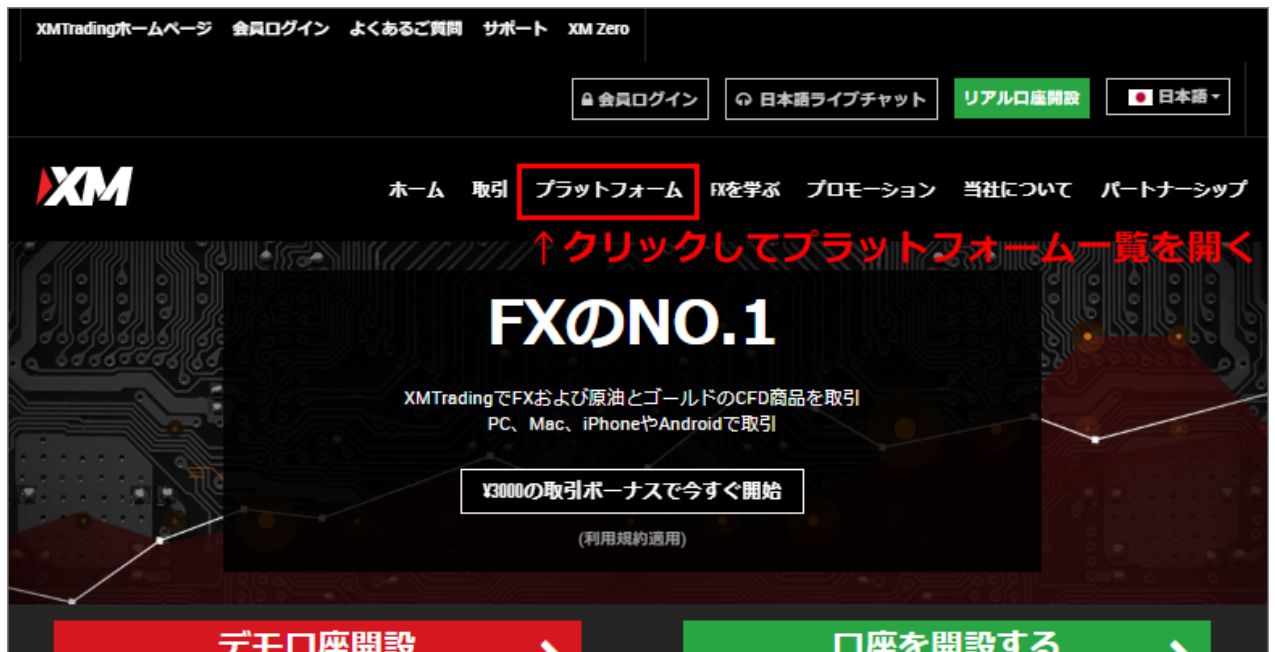 XMTradingホームページ 会員ログイン よくあるご質問 サポート XM Zero
会員ログイン 日本語ライブチャット リアル口座開設 日本語
XM ホーム 取引 プラットフォーム FXを学ぶ プロモーション 当社について パートナーシップ
↑クリックしてプラットフォーム一覧を開く
FXのNO.1
XMTradingでFXおよび原油とゴールドのCFD商品を取引
PC、Mac、iPhoneやAndroidで取引
¥3000の取引ボーナスで今すぐ開始
(利用規約適用)
デモ口座開設 口座を開設する